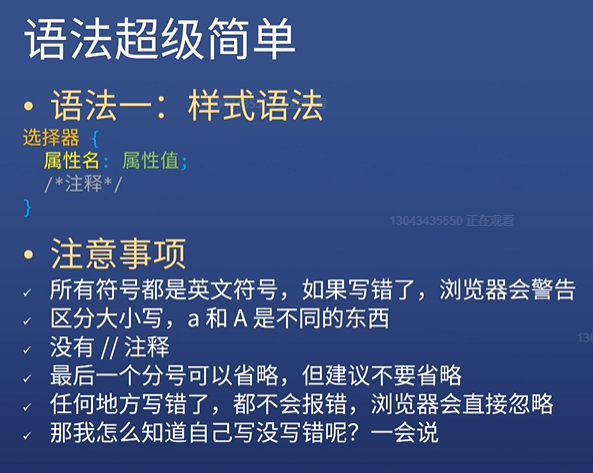 语法超级简单
• 语法一：样式语法
选择器 {
属性名: 属性值;
/*注释*/
}
13043435550 正在观看
• 注意事项
✓ 所有符号都是英文符号，如果写错了，浏览器会警告
✓ 区分大小写，a 和 A 是不同的东西
✓ 没有 // 注释
✓ 最后一个分号可以省略，但建议不要省略
✓ 任何地方写错了，都不会报错，浏览器会直接忽略
✓ 那我怎么知道自己写没写错呢？一会说